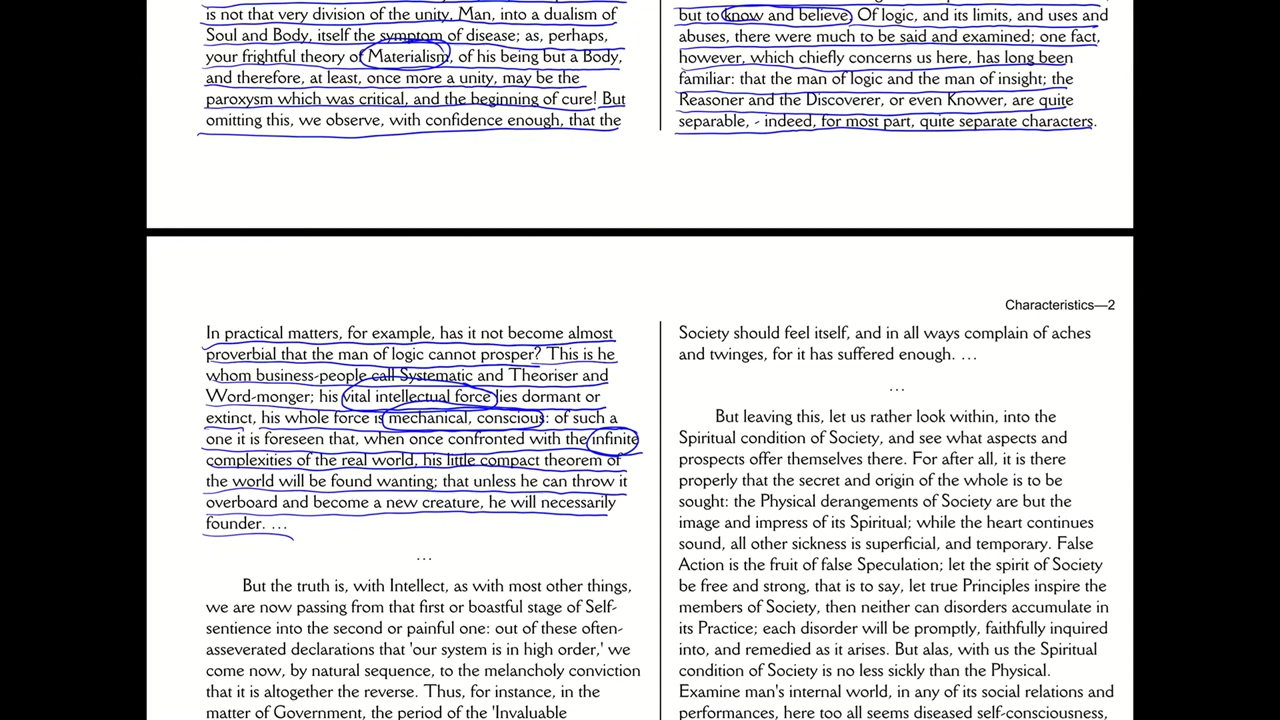 is not that very division of the unity, Man, into a dualism of
Soul and Body, itself the symptom of disease; as, perhaps,
your frightful theory of Materialism, of his being but a Body,
and therefore, at least, once more a unity, may be the
paroxysm which was critical, and the beginning of cure! But
omitting this, we observe, with confidence enough, that the
but to know and believe. Of logic, and its limits, and uses and
abuses, there were much to be said and examined; one fact,
however, which chiefly concerns us here, has long been
familiar: that the man of logic and the man of insight; the
Reasoner and the Discoverer, or even Knower, are quite
separable, - indeed, for most part, quite separate characters.
Characteristics—2
In practical matters, for example, has it not become almost
proverbial that the man of logic cannot prosper? This is he
whom business-people call Systematic and Theoriser and
Word-monger; his vital intellectual force lies dormant or
extinct, his whole force is mechanical, conscious: of such a
one it is foreseen that, when once confronted with the infinite
complexities of the real world, his little compact theorem of
the world will be found wanting; that unless he can throw it
overboard and become a new creature, he will necessarily
founder. …
…
But the truth is, with Intellect, as with most other things,
we are now passing from that first or boastful stage of Self-
sentience into the second or painful one: out of these often-
asseverated declarations that 'our system is in high order,' we
come now, by natural sequence, to the melancholy conviction
that it is altogether the reverse. Thus, for instance, in the
matter of Government, the period of the 'Invaluable
Society should feel itself, and in all ways complain of aches
and twinges, for it has suffered enough. …
…
But leaving this, let us rather look within, into the
Spiritual condition of Society, and see what aspects and
prospects offer themselves there. For after all, it is there
properly that the secret and origin of the whole is to be
sought: the Physical derangements of Society are but the
image and impress of its Spiritual; while the heart continues
sound, all other sickness is superficial, and temporary. False
Action is the fruit of false Speculation; let the spirit of Society
be free and strong, that is to say, let true Principles inspire the
members of Society, then neither can disorders accumulate in
its Practice; each disorder will be promptly, faithfully inquired
into, and remedied as it arises. But alas, with us the Spiritual
condition of Society is no less sickly than the Physical.
Examine man's internal world, in any of its social relations and
performances, here too all seems diseased self-consciousness,